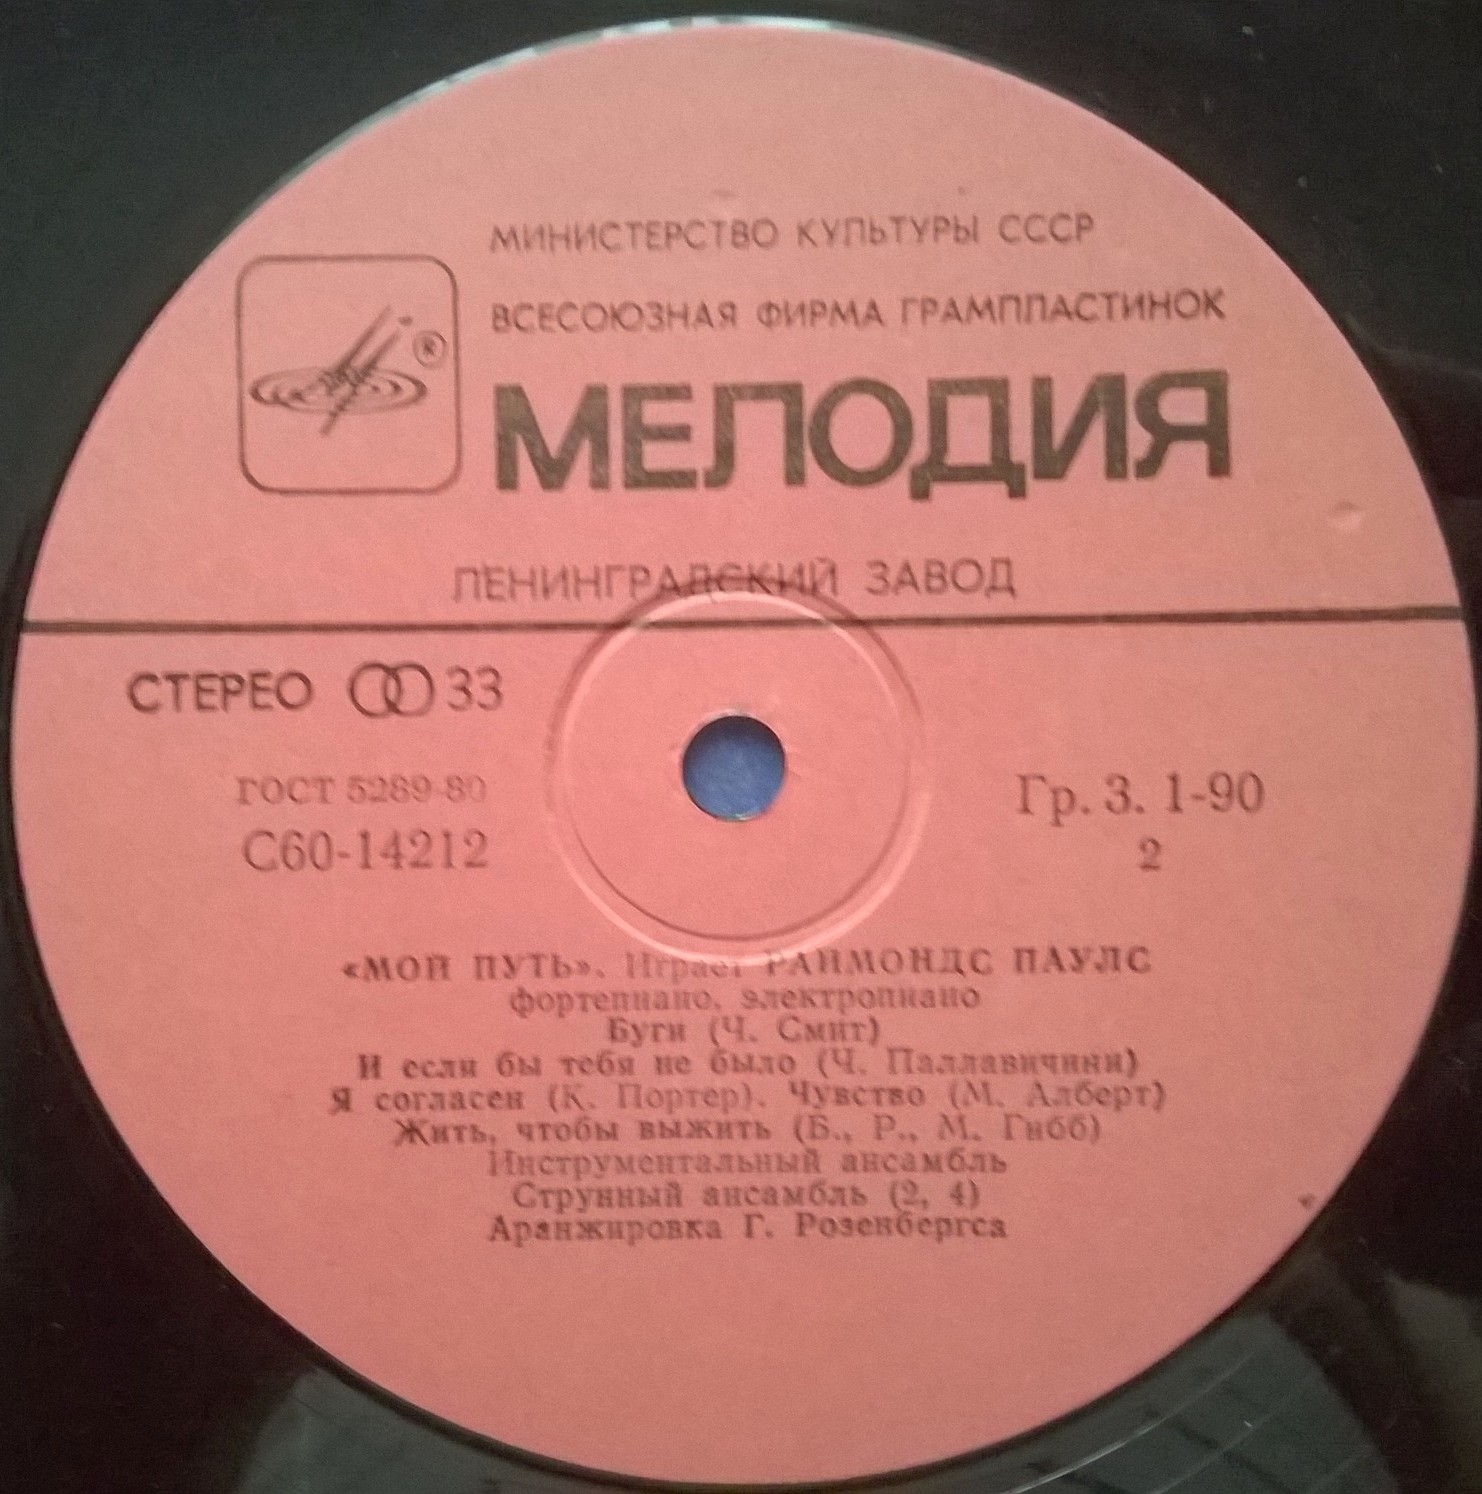 МИНИСТЕРСТВО КУЛЬТУРЫ СССР
ВСЕСОЮЗНАЯ ФИРМА ГРАМПЛАСТИНОК
®
МЕЛОДИЯ
ЛЕНИНГРАДСКИЙ ЗАВОД
СТЕРЕО 33
ГОСТ 5289-80
С60-14212
Гр. 3. 1-90
2
«МОЙ ПУТЬ». Играет РАЙМОНДС ПАУЛС
фортепиано, электропиано
Буги (Ч. Смит)
И если бы тебя не было (Ч. Паллавичини)
Я согласен (К. Портер). Чувство (М. Алберт)
Жить, чтобы выжить (Б., Р., М. Гибб)
Инструментальный ансамбль
Струнный ансамбль (2, 4)
Аранжировка Г. Розенбергса